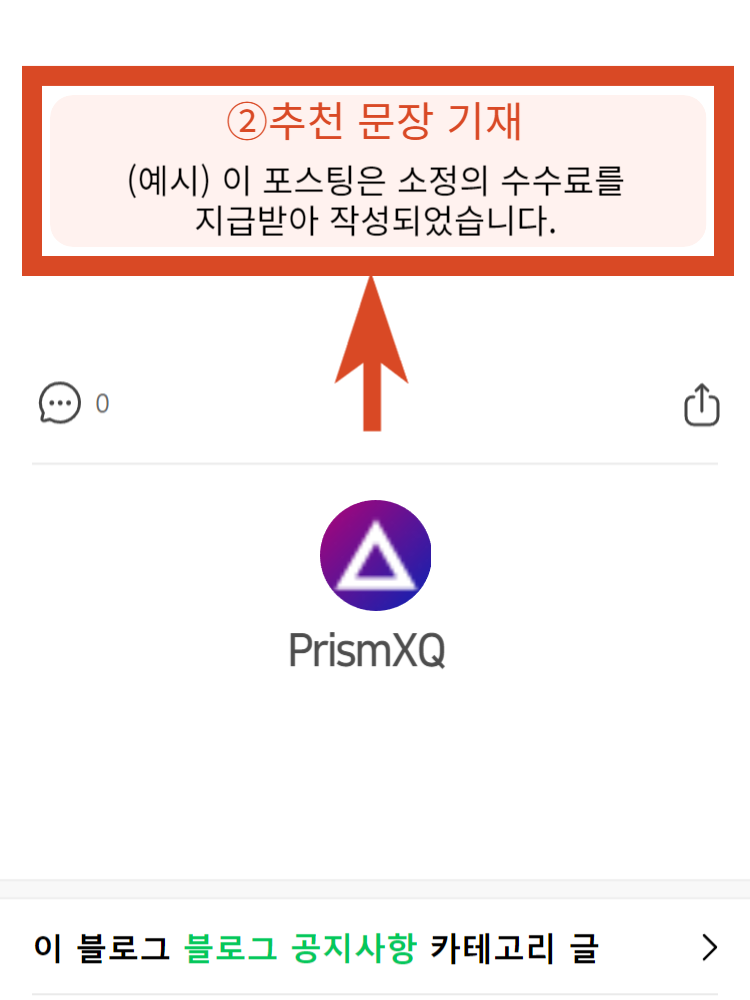 ②추천 문장 기재
(예시) 이 포스팅은 소정의 수수료를
지급받아 작성되었습니다.
0
PrismXQ
이 블로그 블로그 공지사항 카테고리 글